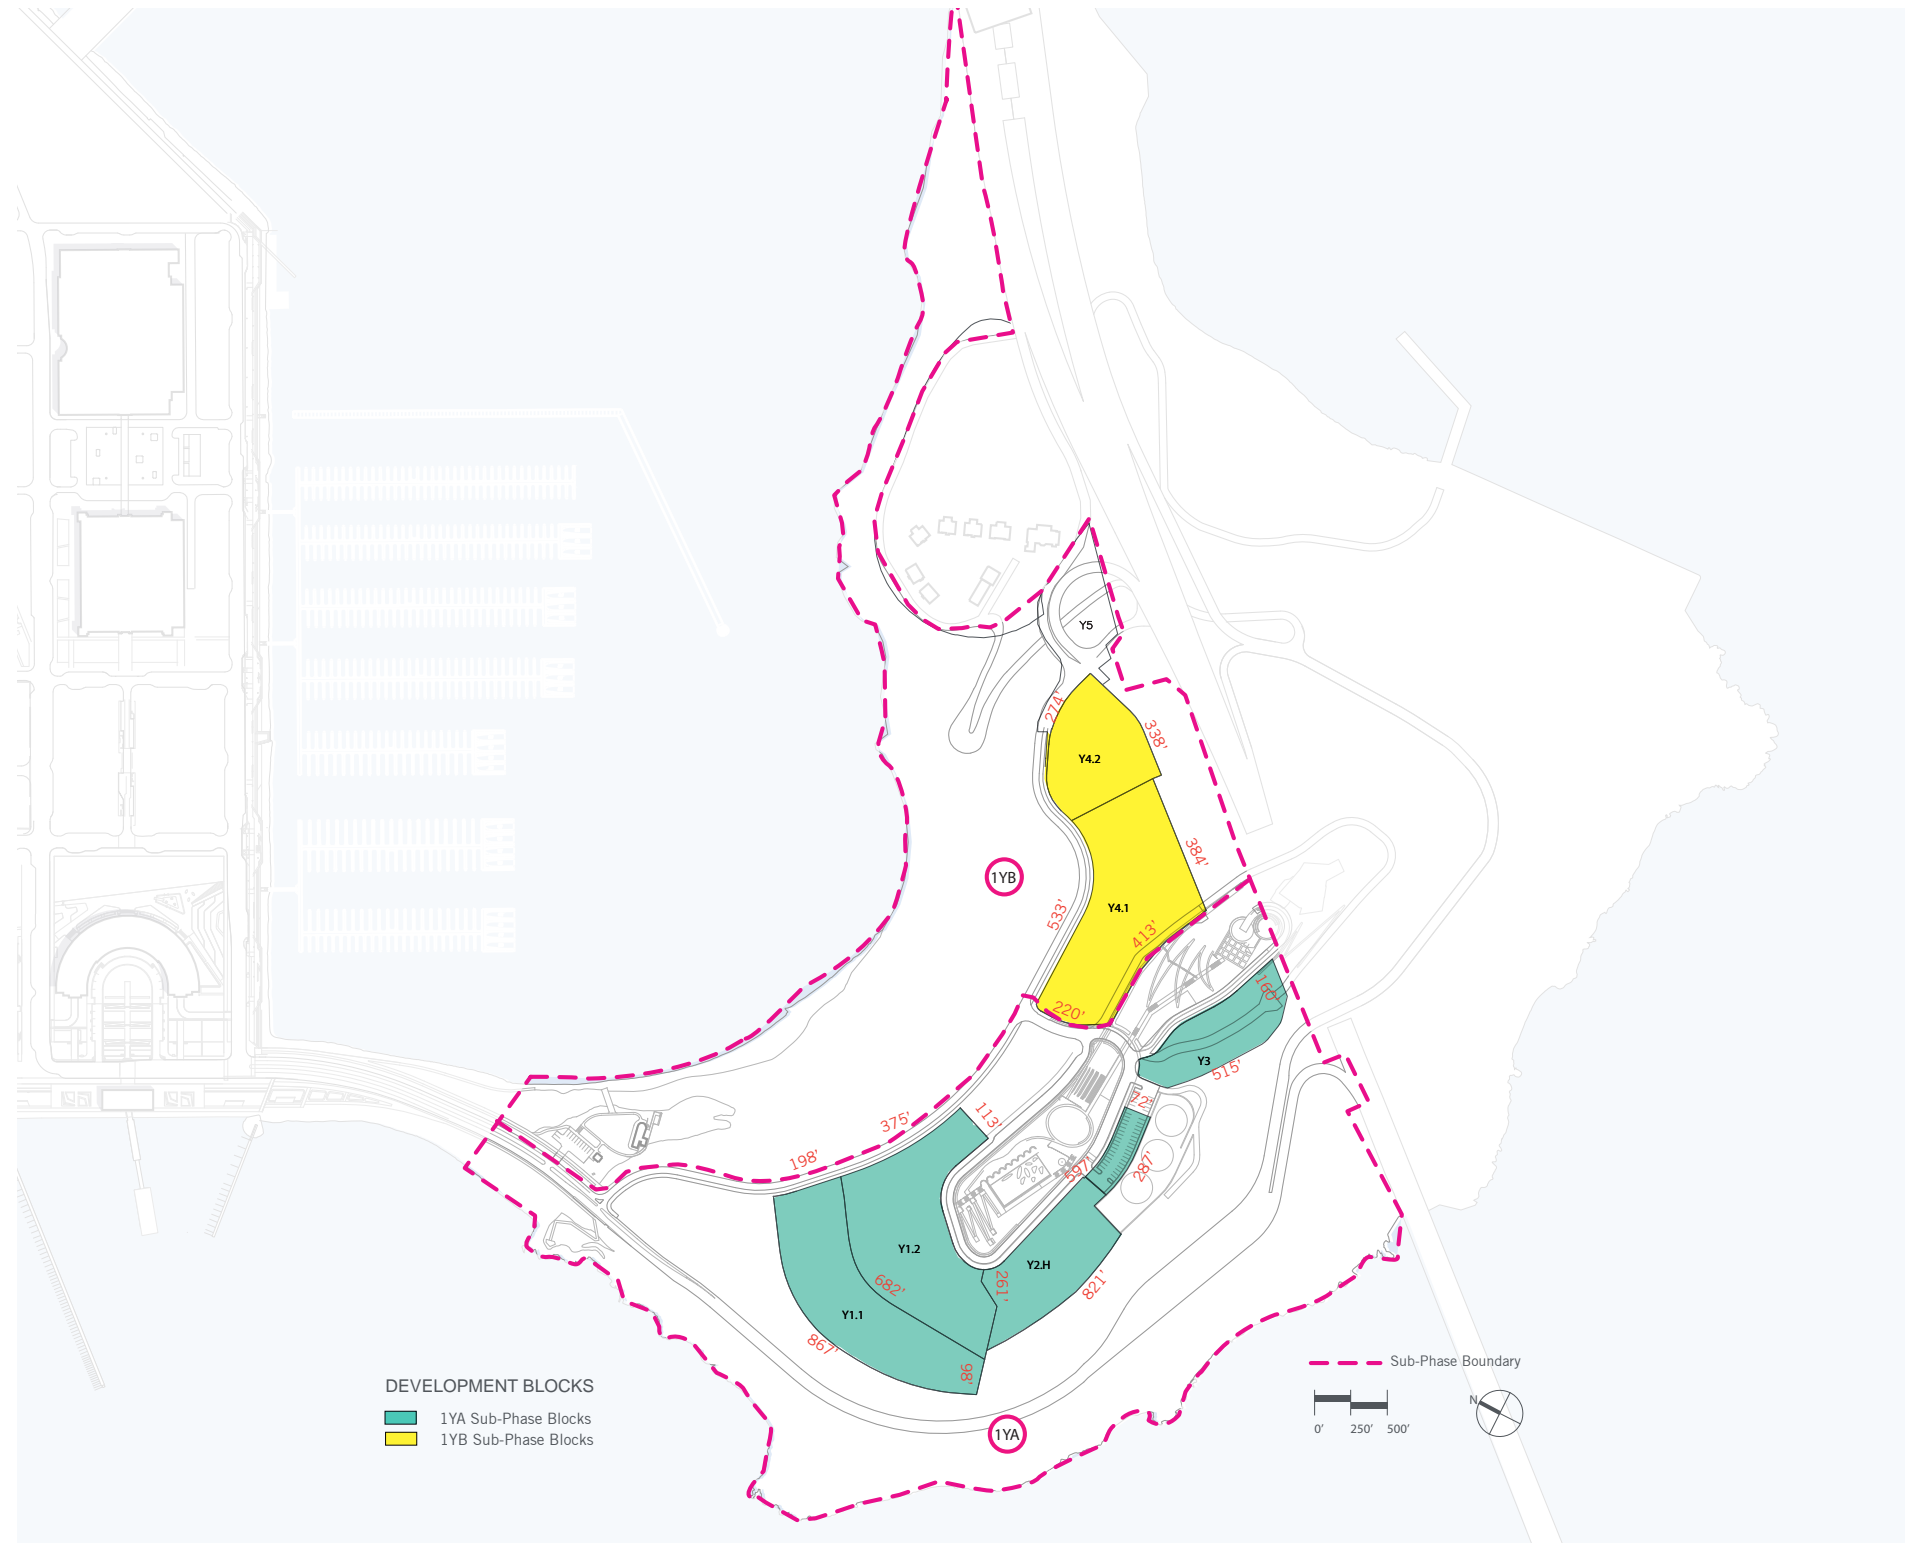 Y5
274'
338'
Y4.2
384'
1YB
Y4.1
533'
413'
160'
220'
Y3
515'
72'
375'
113'
198'
597'
287'
Y1.2
Y2.H
682'
261'
821'
Y1.1
867'
98'
Sub-Phase Boundary
DEVELOPMENT BLOCKS
1YA Sub-Phase Blocks
1YB Sub-Phase Blocks
1YA
N
0' 250' 500'